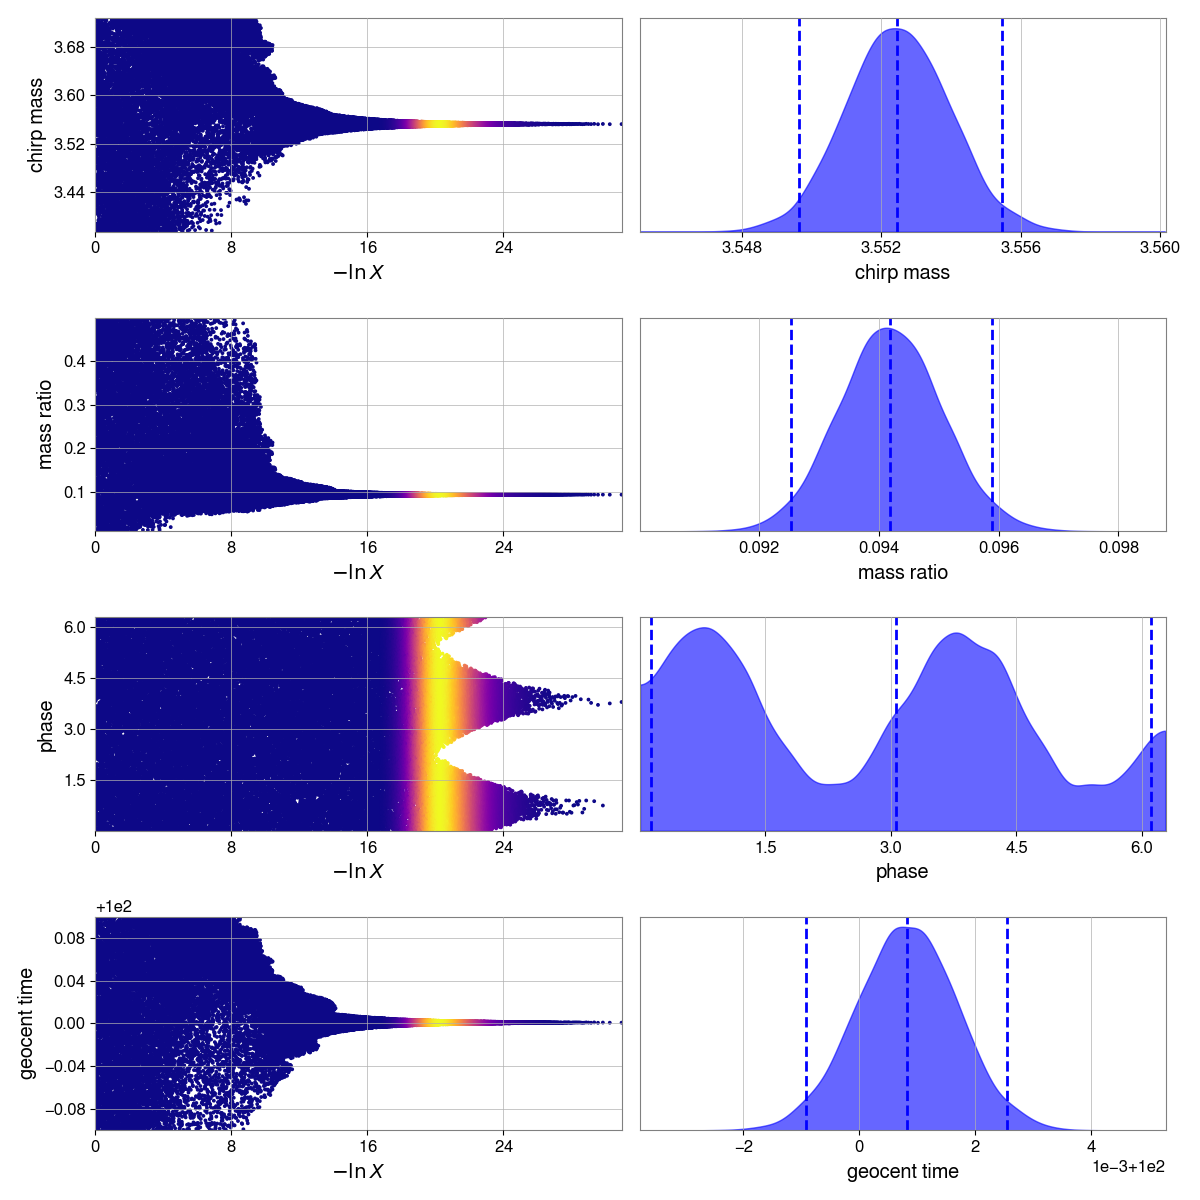 3.68
3.60
3.52
3.44
chirp mass
0 8 16 24
−ln X
3.548 3.552 3.556 3.560
chirp mass
0.4
0.3
0.2
0.1
mass ratio
0 8 16 24
−ln X
0.092 0.094 0.096 0.098
mass ratio
6.0
4.5
3.0
1.5
phase
0 8 16 24
−ln X
1.5 3.0 4.5 6.0
phase
+1e2
0.08
0.04
0.00
−0.04
−0.08
geocent time
0 8 16 24
−ln X
−2 0 2 4
1e−3+1e2
geocent time